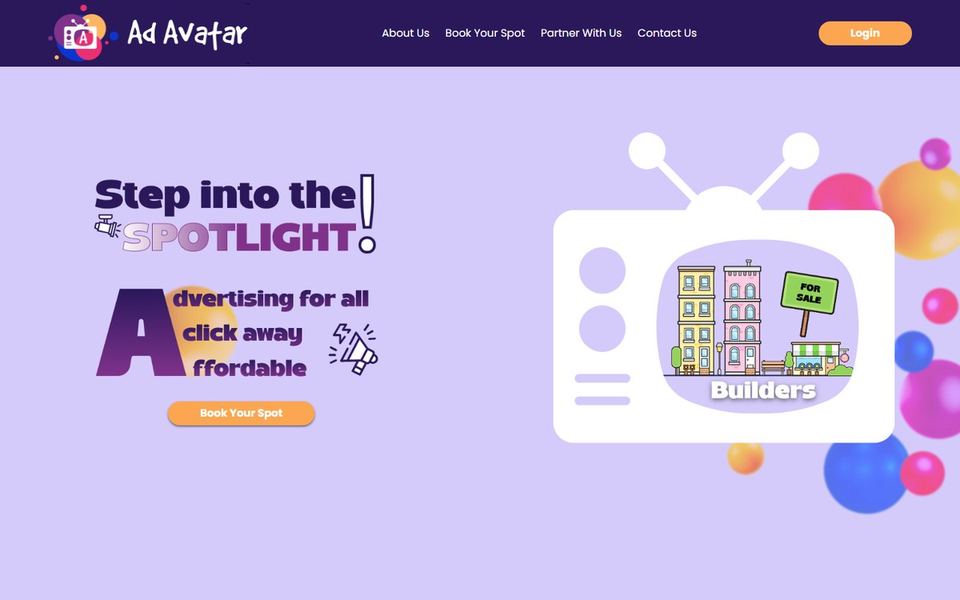 A
Ad Avatar
About Us
Book Your Spot
Partner With Us
Contact Us
Login
Step into the!
SPOTLIGHT
Advertising for all
click away
ffordable
Book Your Spot
FOR
SALE
Builders